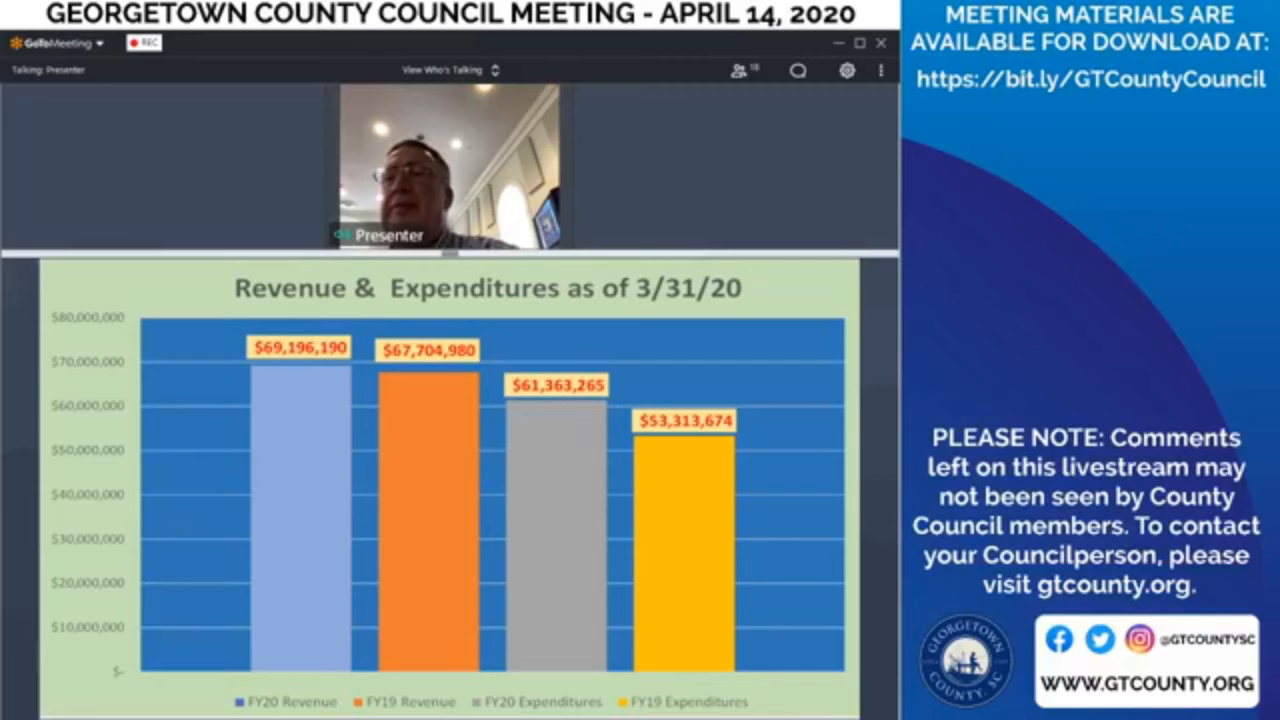 GEORGETOWN COUNTY COUNCIL MEETING - APRIL 14, 2020
GoToMeeting
REC
Talking: Presenter
View Who's Talking
18
Presenter
Revenue & Expenditures as of 3/31/20
$80,000,000
$70,000,000
$60,000,000
$50,000,000
$40,000,000
$30,000,000
$20,000,000
$10,000,000
$-
$69,196,190
$67,704,980
$61,363,265
$53,313,674
FY20 Revenue
FY19 Revenue
FY20 Expenditures
FY19 Expenditures
MEETING MATERIALS ARE
AVAILABLE FOR DOWNLOAD AT:
https://bit.ly/GTCountyCouncil
PLEASE NOTE: Comments
left on this livestream may
not been seen by County
Council members. To contact
your Councilperson, please
visit gtcounty.org.
GEORGETOWN
COUNTY, SC
@GTCOUNTYSC
WWW.GTCOUNTY.ORG